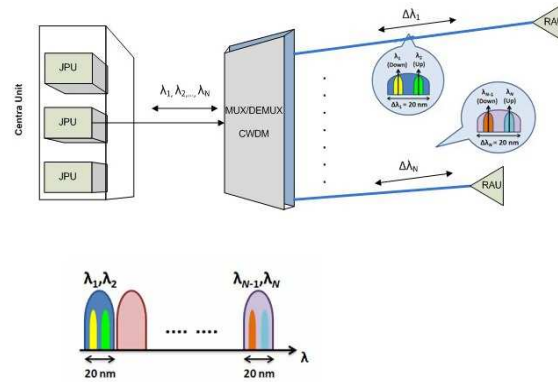 Centra Unit
JPU
JPU
JPU
λ1, λ2,..., λN
MUX/DEMUX
CWDM
Δλ1
RAU
λ1 (Down)
λ2 (Up)
Δλ1 = 20 nm
λN-1 (Down)
λN (Up)
ΔλN = 20 nm
ΔλN
RAU
λ1,λ2
λN-1,λN
.... ....
λ
20 nm
20 nm